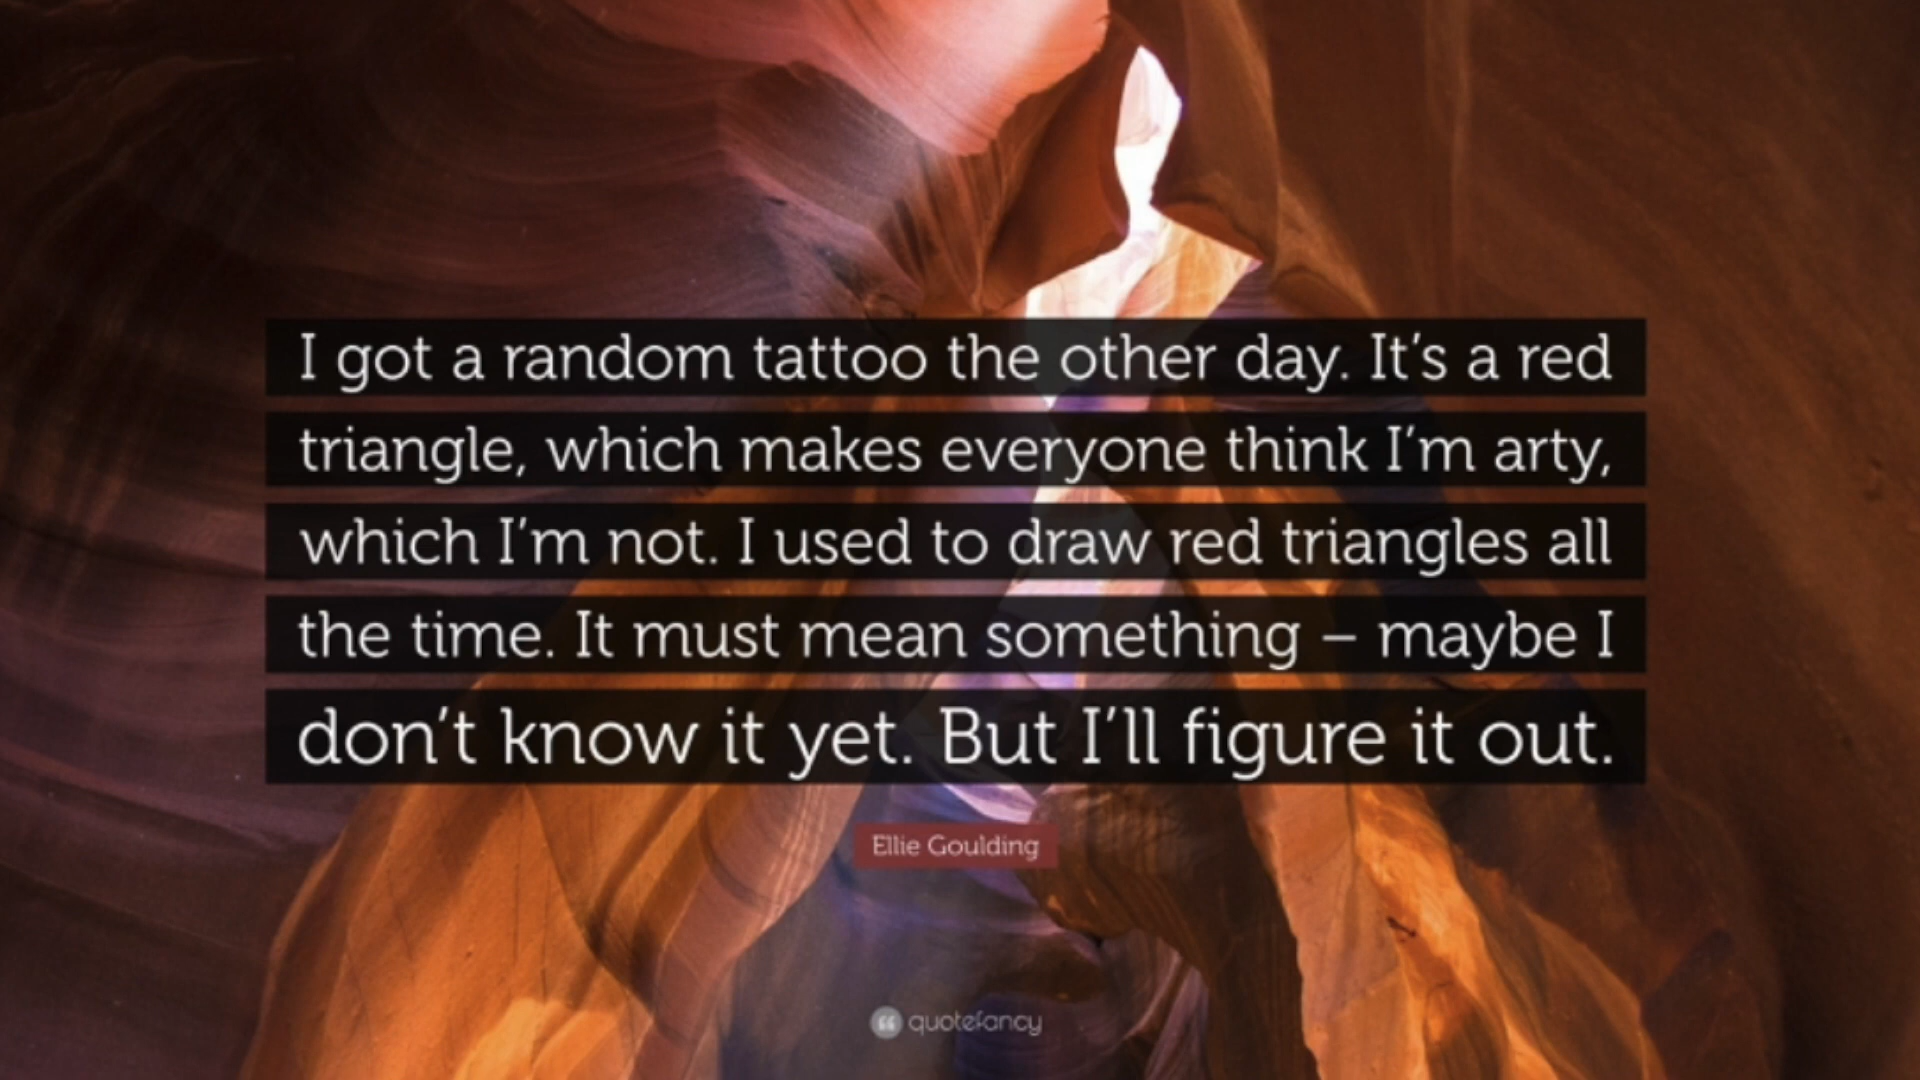 I got a random tattoo the other day. It’s a red
triangle, which makes everyone think I’m arty,
which I’m not. I used to draw red triangles all
the time. It must mean something – maybe I
don’t know it yet. But I’ll figure it out.
Ellie Goulding
quotefancy